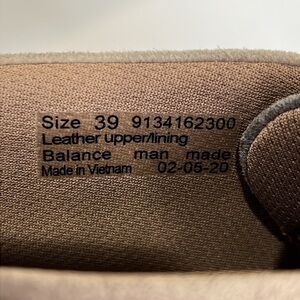 Size 39 9134162300
Leather upper/lining
Balance man made
Made in Vietnam 02-05-20